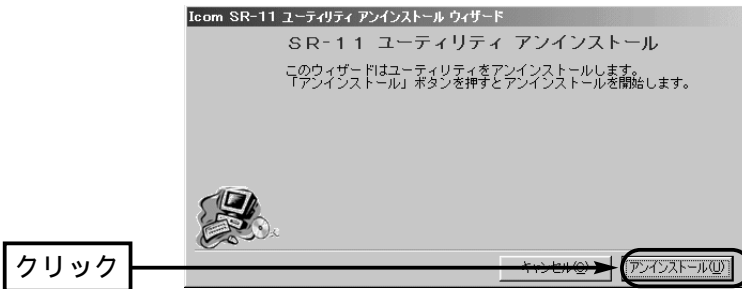 Icom SR-11 ユーティリティ アンインストール ウィザード
SR-11 ユーティリティ アンインストール
このウィザードはユーティリティをアンインストールします。
「アンインストール」ボタンを押すとアンインストールを開始します。
クリック
キャンセル(C)
アンインストール(U)